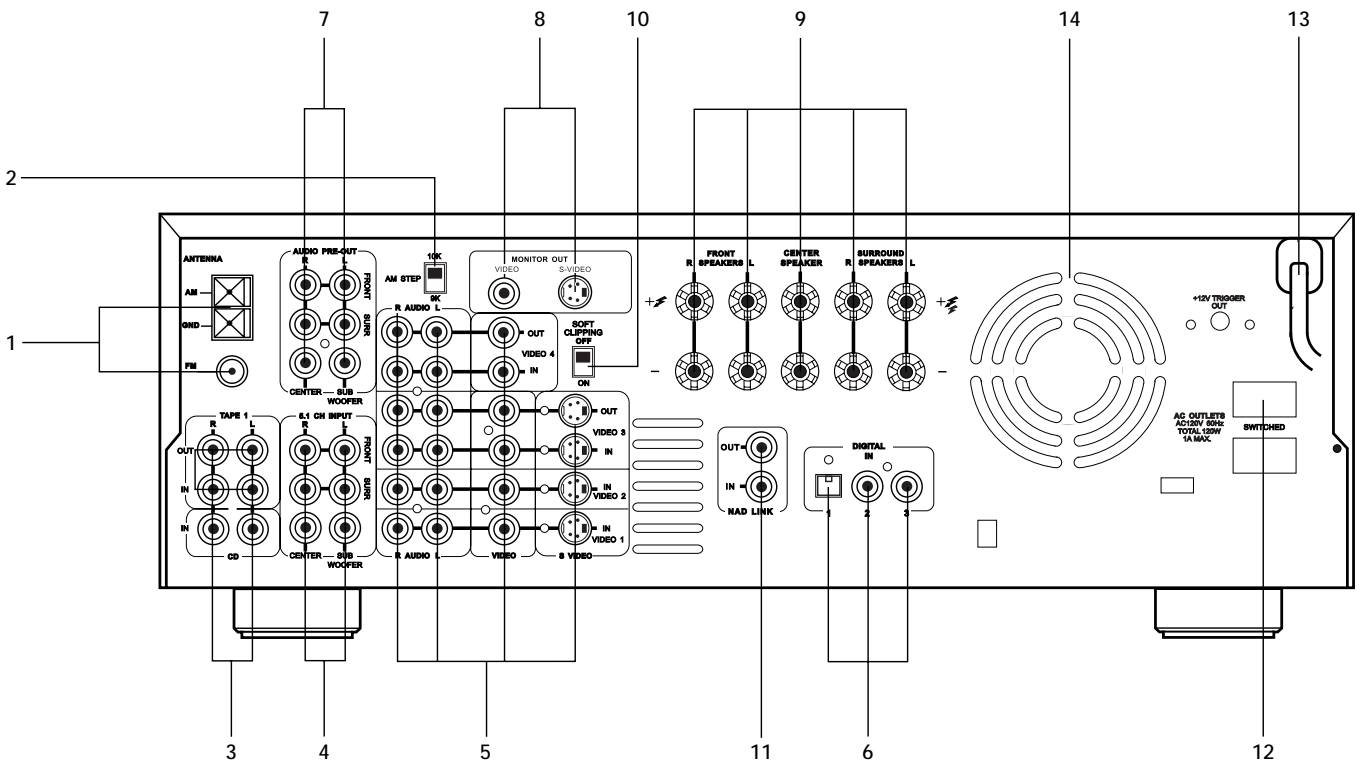 7 8 10 9 14 13
2
1
ANTENNA
AM
GND
FM
AUDIO PRE-OUT
R L
FRONT
SURR
CENTER SUB
WOOFER
10K
AM STEP
9K
MONITOR OUT
VIDEO S-VIDEO
R AUDIO L
OUT
VIDEO 4
IN
SOFT
CLIPPING
OFF
ON
FRONT
R SPEAKERS L
CENTER
SPEAKER
SURROUND
R SPEAKERS L
+ +
- -
+12V TRIGGER
OUT
AC OUTLETS
AC120V 60Hz
TOTAL 120W
1A MAX.
SWITCHED
TAPE 1
R L
OUT
IN
IN
CD
5.1 CH INPUT
R L
FRONT
SURR
CENTER SUB
WOOFER
OUT
VIDEO 3
IN
IN
VIDEO 2
IN
VIDEO 1
R AUDIO L VIDEO S VIDEO
OUT
IN
NAD LINK
DIGITAL
IN
1 2 3
3 4 5 11 6 12